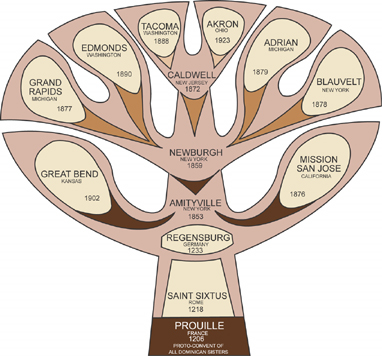 TACOMA
WASHINGTON
1888
AKRON
OHIO
1923
EDMONDS
WASHINGTON
1890
ADRIAN
MICHIGAN
1879
GRAND
RAPIDS
MICHIGAN
1877
CALDWELL
NEW JERSEY
1872
BLAUVELT
NEW YORK
1878
NEWBURGH
NEW YORK
1859
GREAT BEND
KANSAS
1902
MISSION
SAN JOSE
CALIFORNIA
1876
AMITYVILLE
NEW YORK
1853
REGENSBURG
GERMANY
1233
SAINT SIXTUS
ROME
1218
PROUILLE
FRANCE
1206
PROTO-CONVENT OF
ALL DOMINICAN SISTERS